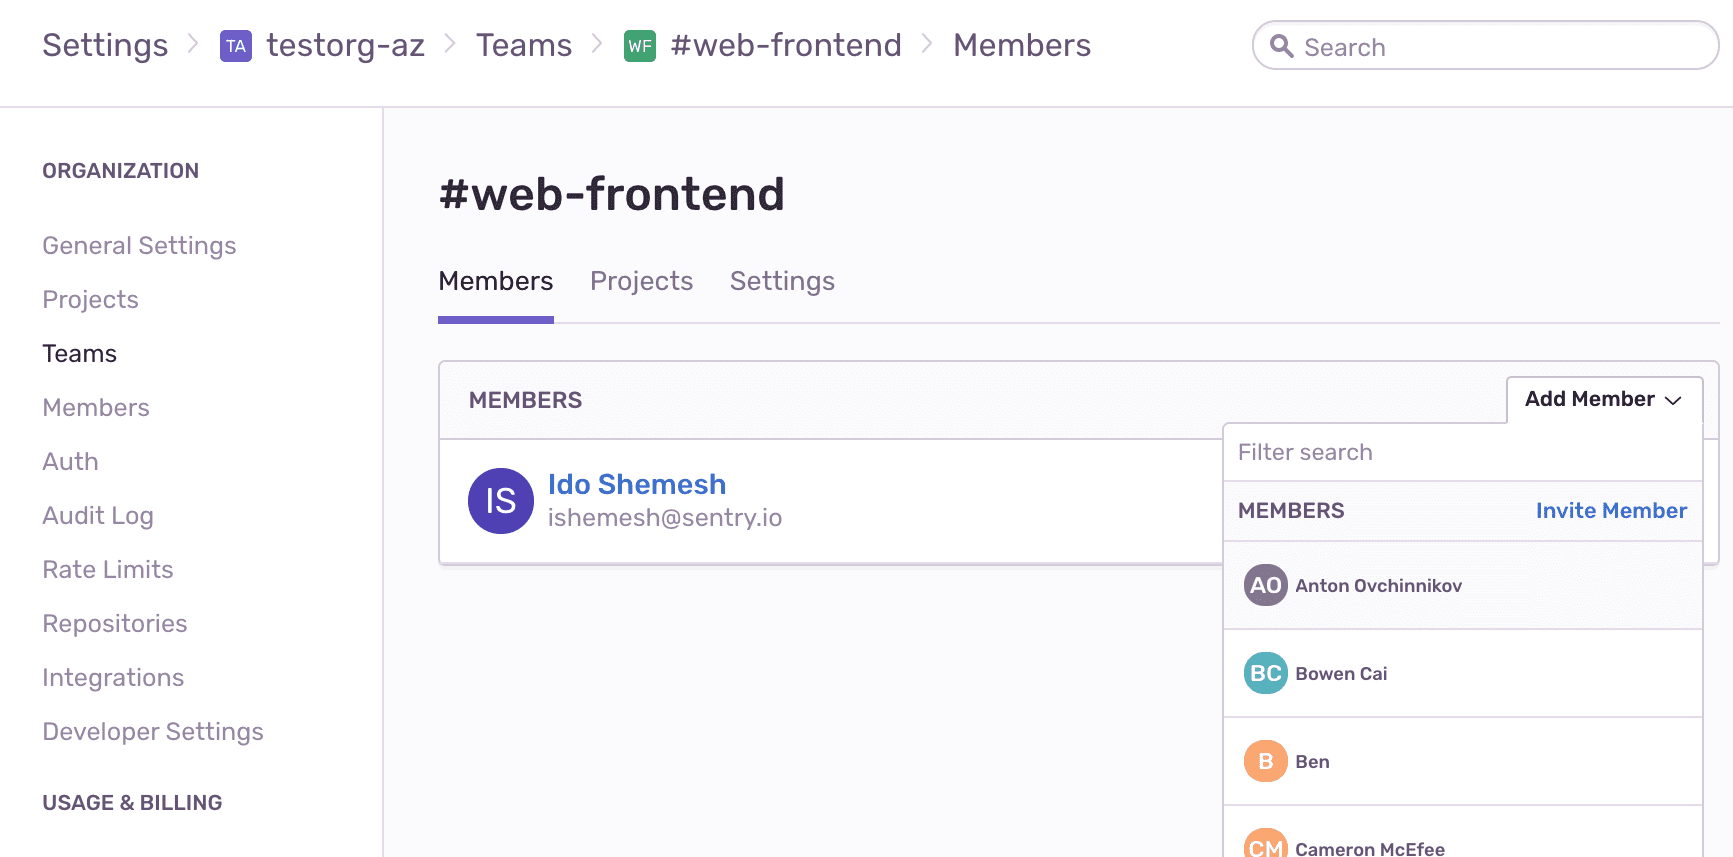 Settings > TA testorg-az > Teams > WF #web-frontend > Members
Search
ORGANIZATION
General Settings
Projects
Teams
Members
Auth
Audit Log
Rate Limits
Repositories
Integrations
Developer Settings
USAGE & BILLING
#web-frontend
Members Projects Settings
MEMBERS
Add Member
IS Ido Shemesh
ishemesh@sentry.io
Filter search
MEMBERS Invite Member
AO Anton Ovchinnikov
BC Bowen Cai
B Ben
CM Cameron McEfee